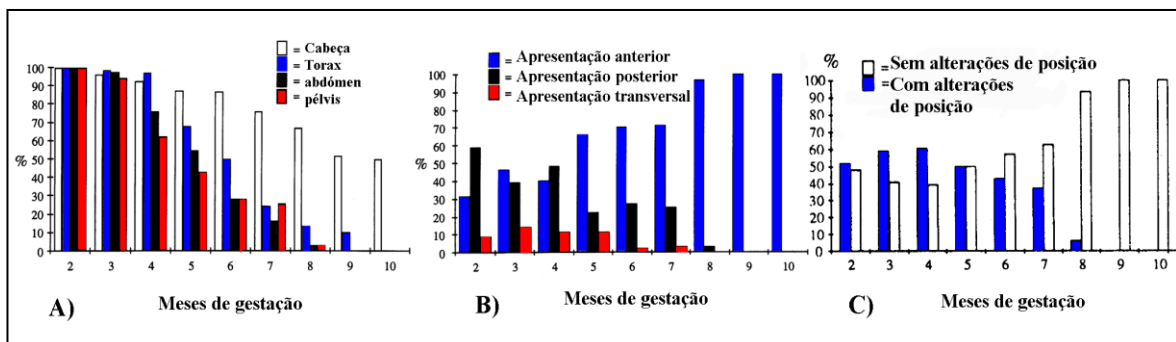 = Cabeça
= Torax
= abdómen
= pélvis
100
90
80
70
60
50
%
40
30
20
10
0
2 3 4 5 6 7 8 9 10
Meses de gestação
A)
= Apresentação anterior
= Apresentação posterior
= Apresentação transversal
100
90
80
70
60
%
50
40
30
20
10
0
2 3 4 5 6 7 8 9 10
Meses de gestação
B)
= Sem alterações de posição
=Com alterações
de posição
%
100
90
80
70
60
50
40
30
20
10
0
2 3 4 5 6 7 8 9 10
Meses de gestação
C)